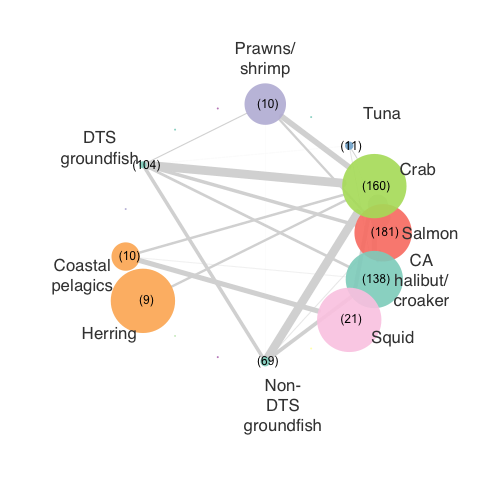 Prawns/
shrimp
(10)
Tuna
(11)
DTS
groundfish
(104)
Crab
(160)
Salmon
(181)
CA
halibut/
croaker
(138)
Coastal
pelagics
(10)
(9)
Herring
(21)
Squid
(69)
Non-
DTS
groundfish